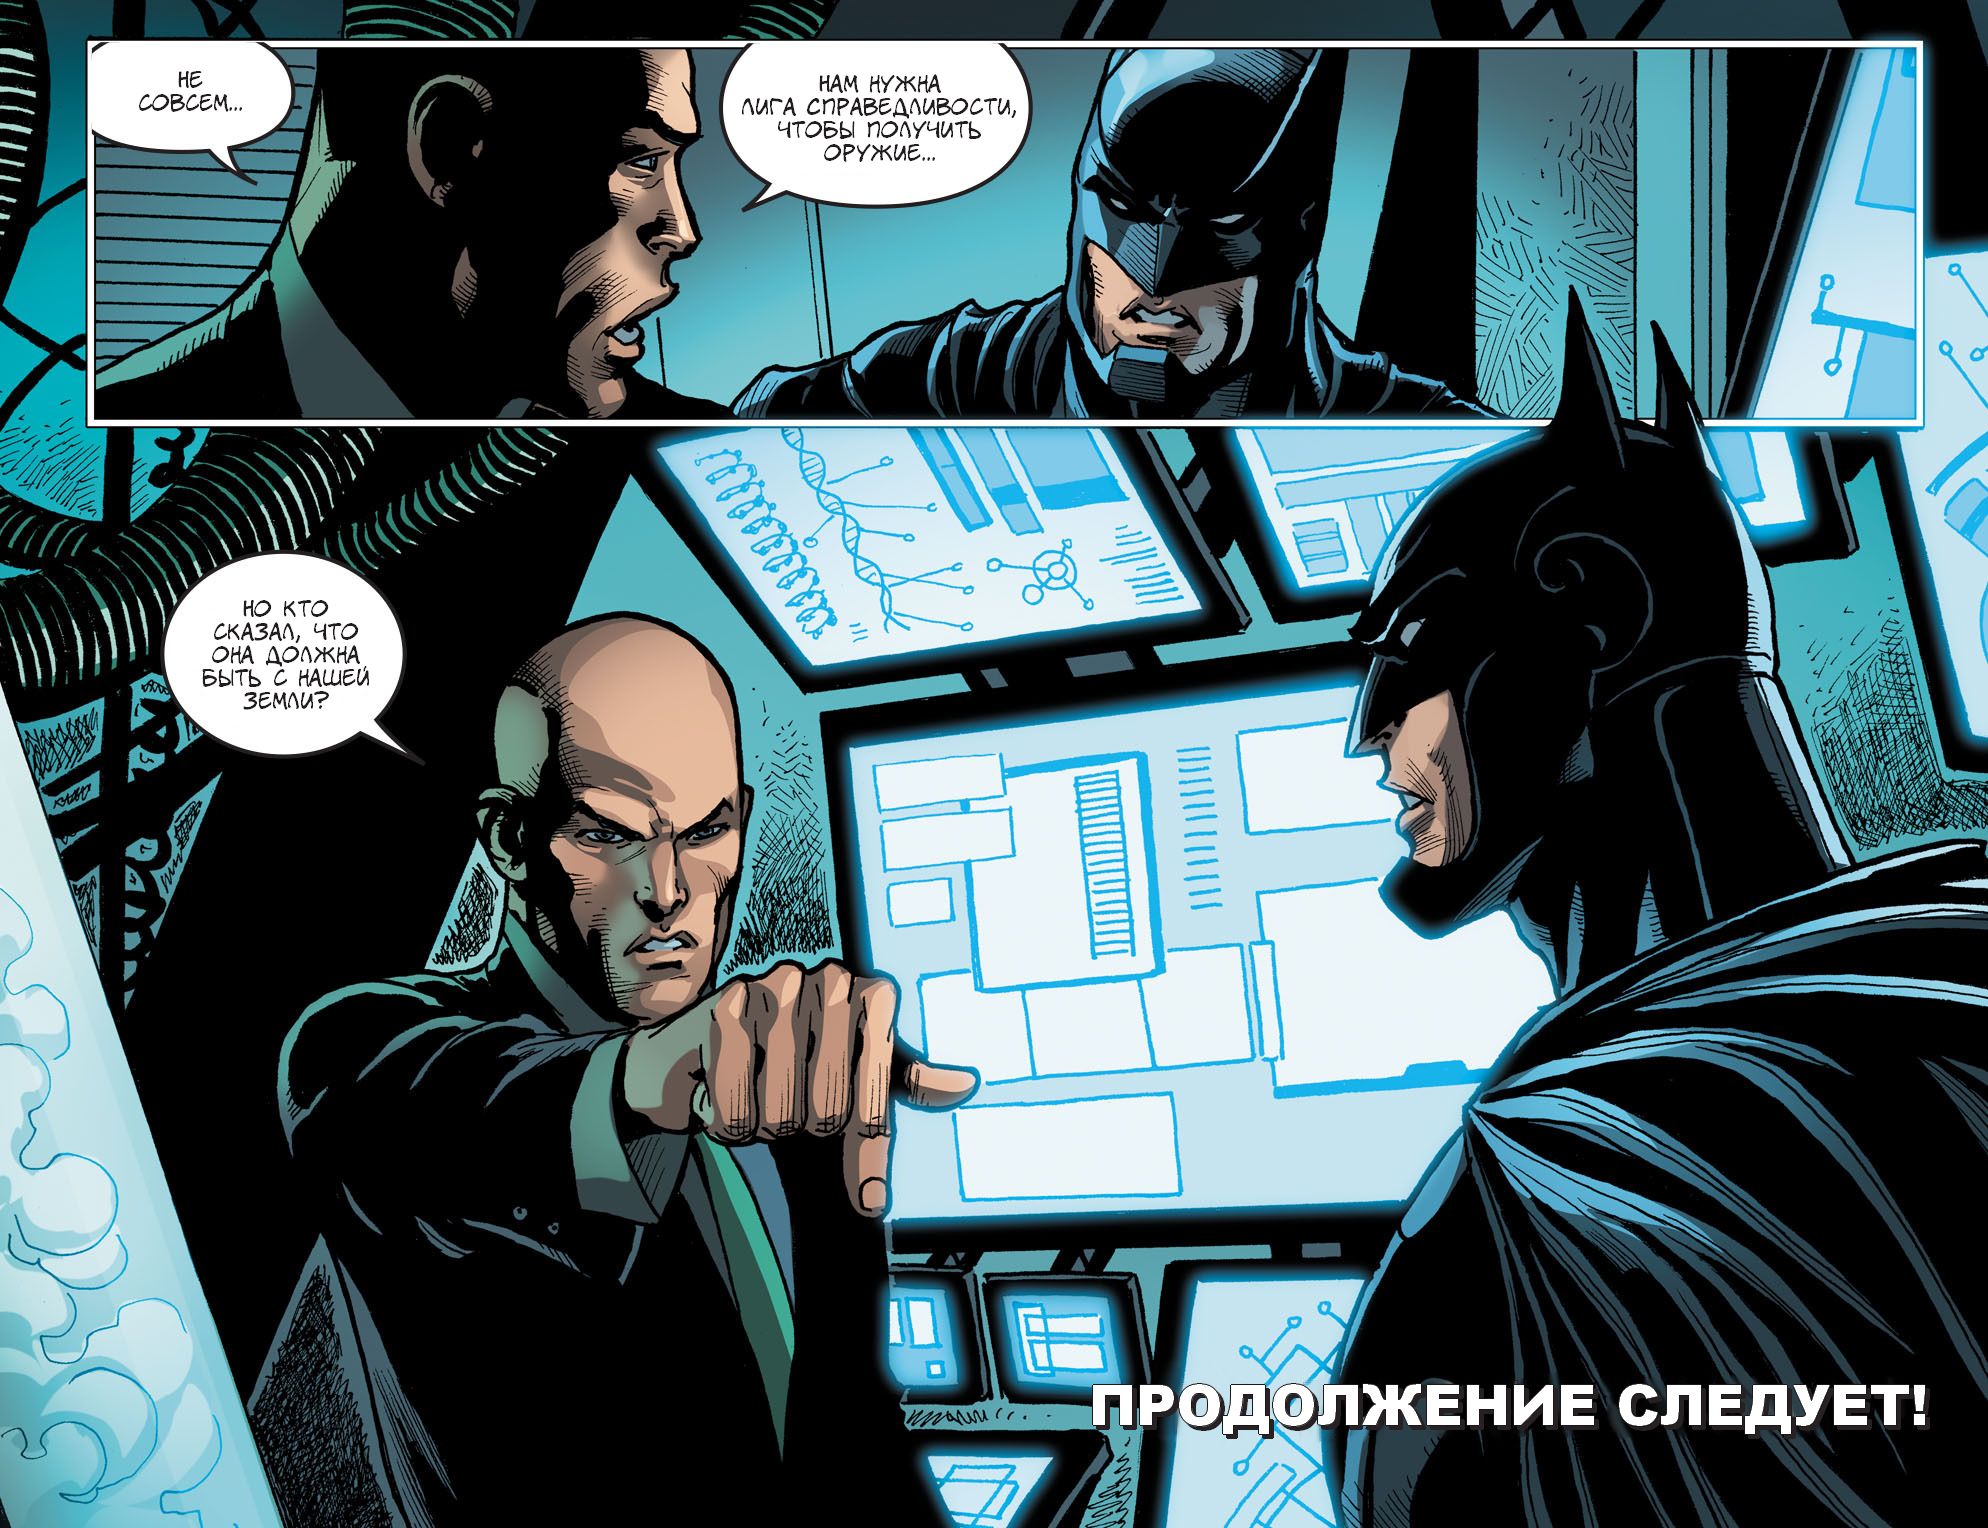 НЕ
СОВСЕМ...
НАМ НУЖНА
ЛИГА СПРАВЕДЛИВОСТИ,
ЧТОБЫ ПОЛУЧИТЬ
ОРУЖИЕ...
НО КТО
СКАЗАЛ, ЧТО
ОНА ДОЛЖНА
БЫТЬ С НАШЕЙ
ЗЕМЛИ?
ПРОДОЛЖЕНИЕ СЛЕДУЕТ!